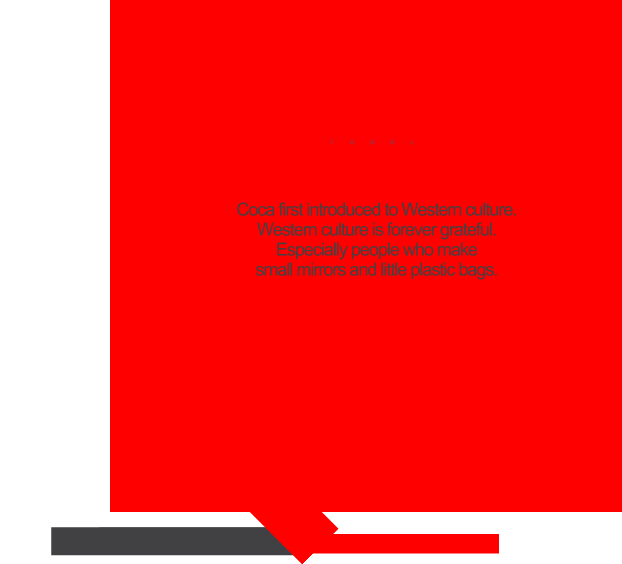 Coca first introduced to Western culture.
Western culture is forever grateful.
Especially people who make
small mirrors and little plastic bags.